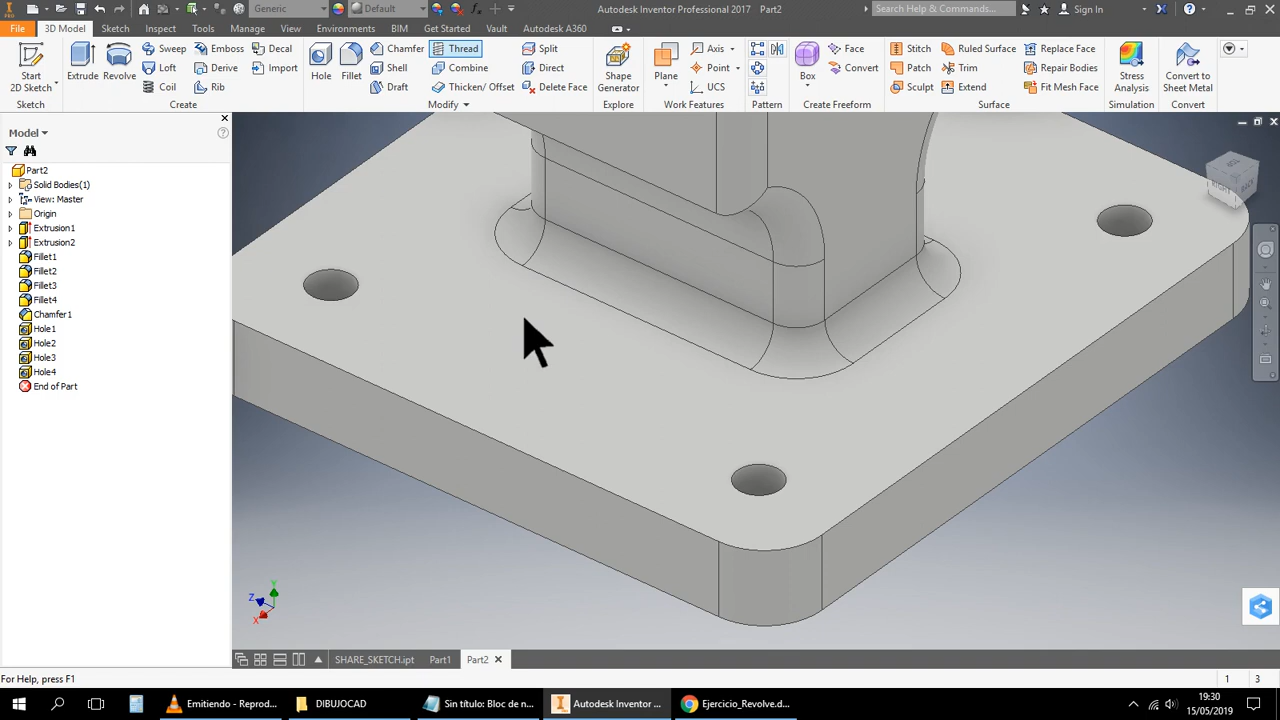 Generic Default Autodesk Inventor Professional 2017 Part2 Search Help & Commands... Sign In
File 3D Model Sketch Inspect Tools View Manage Environments BIM Get Started Vault Autodesk A360
Start 2D Sketch Extrude Revolve Sweep Emboss Decal Hole Fillet Chamfer Thread Split Shape Generator Plane Axis Box Face Stitch Ruled Surface Replace Face Stress Analysis Convert to Sheet Metal
Loft Derive Import Shell Combine Direct Point Convert Patch Trim Repair Bodies
Coil Rib Draft Thicken/ Offset Delete Face UCS Sculpt Extend Fit Mesh Face
Sketch Create Modify Explore Work Features Pattern Create Freeform Surface Simulation Convert
Model
Part2
Solid Bodies(1)
View: Master
Origin
Extrusion1
Extrusion2
Fillet1
Fillet2
Fillet3
Fillet4
Chamfer1
Hole1
Hole2
Hole3
Hole4
End of Part
RIGHT BACK
Y
Z
X
SHARE_SKETCH.ipt Part1 Part2
For Help, press F1 1 3
Emitiendo - Reprod... DIBUJOCAD Sin título: Bloc de n... Autodesk Inventor ... Ejercicio_Revolve.d... 19:30
15/05/2019